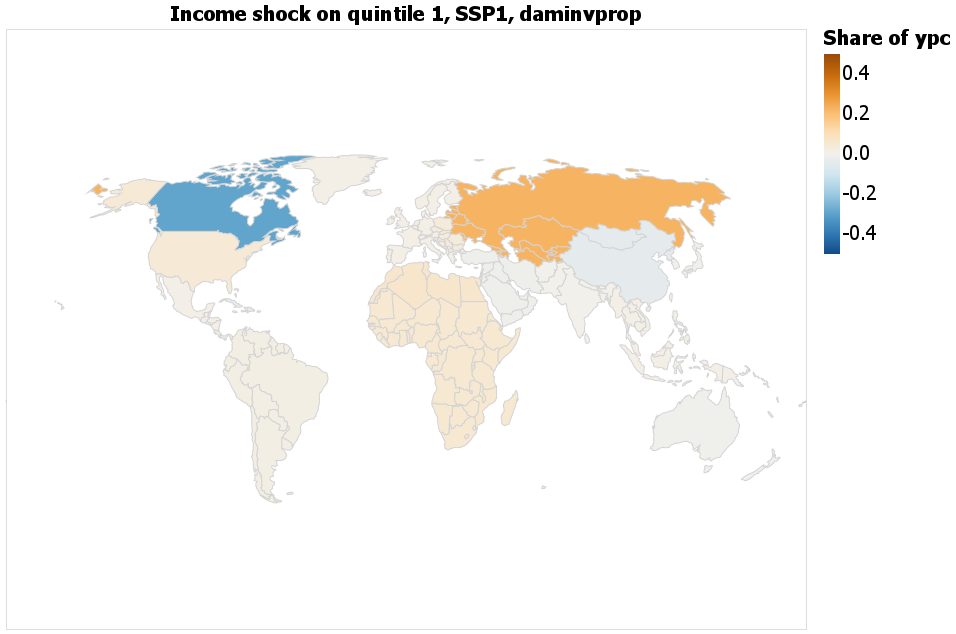 Income shock on quintile 1, SSP1, daminvprop
Share of ypc
0.4
0.2
0.0
-0.2
-0.4